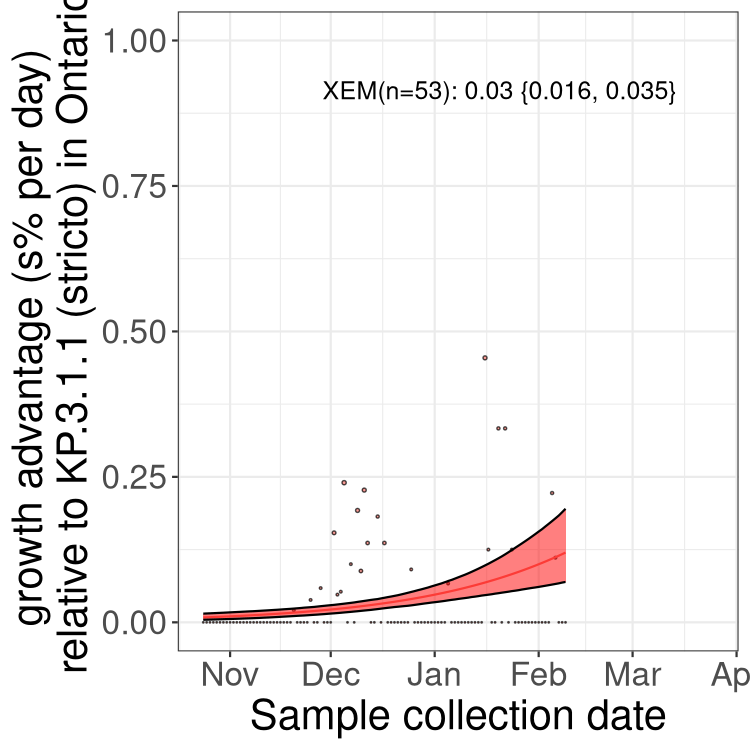 growth advantage (s% per day)
relative to KP.3.1.1 (stricto) in Ontario
1.00
0.75
0.50
0.25
0.00
XEM(n=53): 0.03 {0.016, 0.035}
Nov Dec Jan Feb Mar Ap
Sample collection date